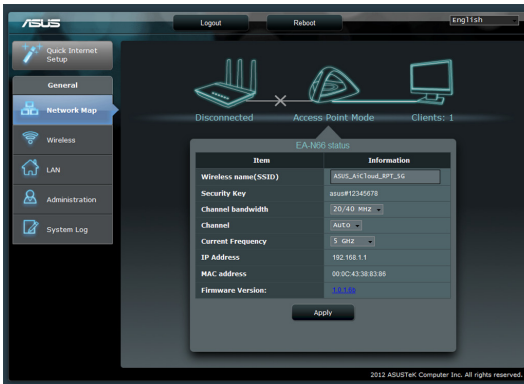 ASUS
Logout
Reboot
English
Quick Internet Setup
General
Network Map
Wireless
LAN
Administration
System Log
Disconnected
Access Point Mode
Clients: 1
EA-N66 status
Item Information
Wireless name(SSID) ASUS_AiCloud_RPT_5G
Security Key asus#12345678
Channel bandwidth 20/40 MHz
Channel Auto
Current Frequency 5 GHz
IP Address 192.168.1.1
MAC address 00:0C:43:38:83:86
Firmware Version:
Apply
2012 ASUSTeK Computer Inc. All rights reserved.